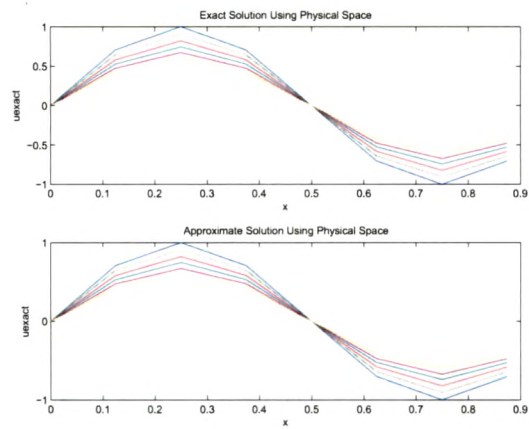 Exact Solution Using Physical Space
1
0.5
0
−0.5
−1
uexact
0 0.1 0.2 0.3 0.4 0.5 0.6 0.7 0.8 0.9
x
Approximate Solution Using Physical Space
1
0
−1
uexact
0 0.1 0.2 0.3 0.4 0.5 0.6 0.7 0.8 0.9
x